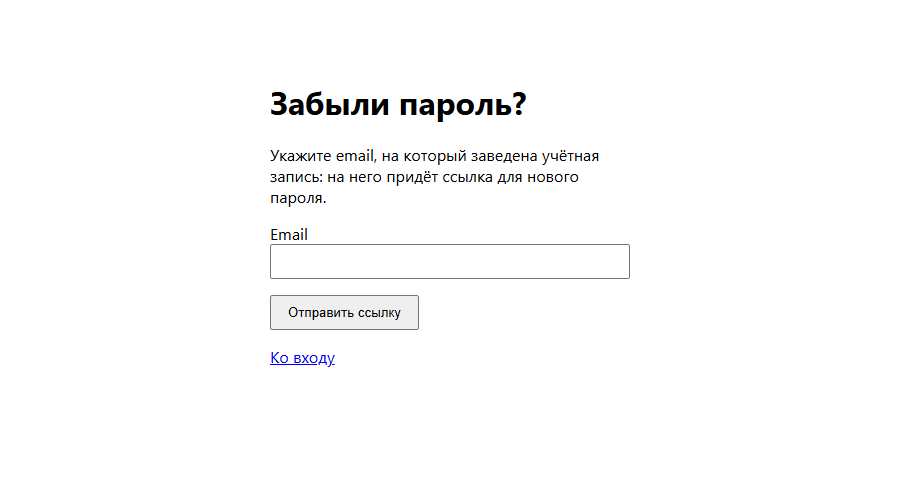 Забыли пароль?
Укажите email, на который заведена учётная
запись: на него придёт ссылка для нового
пароля.
Email
Отправить ссылку
Ко входу